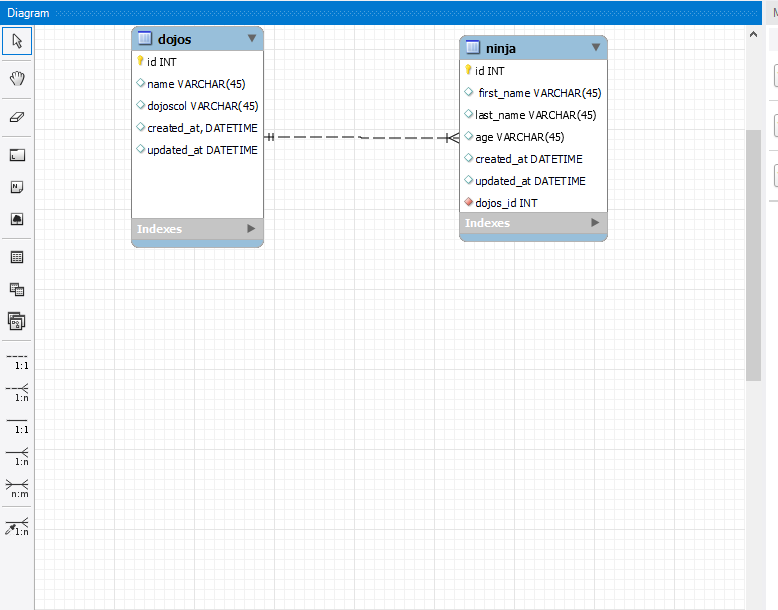 Diagram
dojos
id INT
name VARCHAR(45)
dojoscol VARCHAR(45)
created_at, DATETIME
updated_at DATETIME
Indexes
ninja
id INT
first_name VARCHAR(45)
last_name VARCHAR(45)
age VARCHAR(45)
created_at DATETIME
updated_at DATETIME
dojos_id INT
Indexes
1:1
1:n
1:1
1:n
n:m
1:n